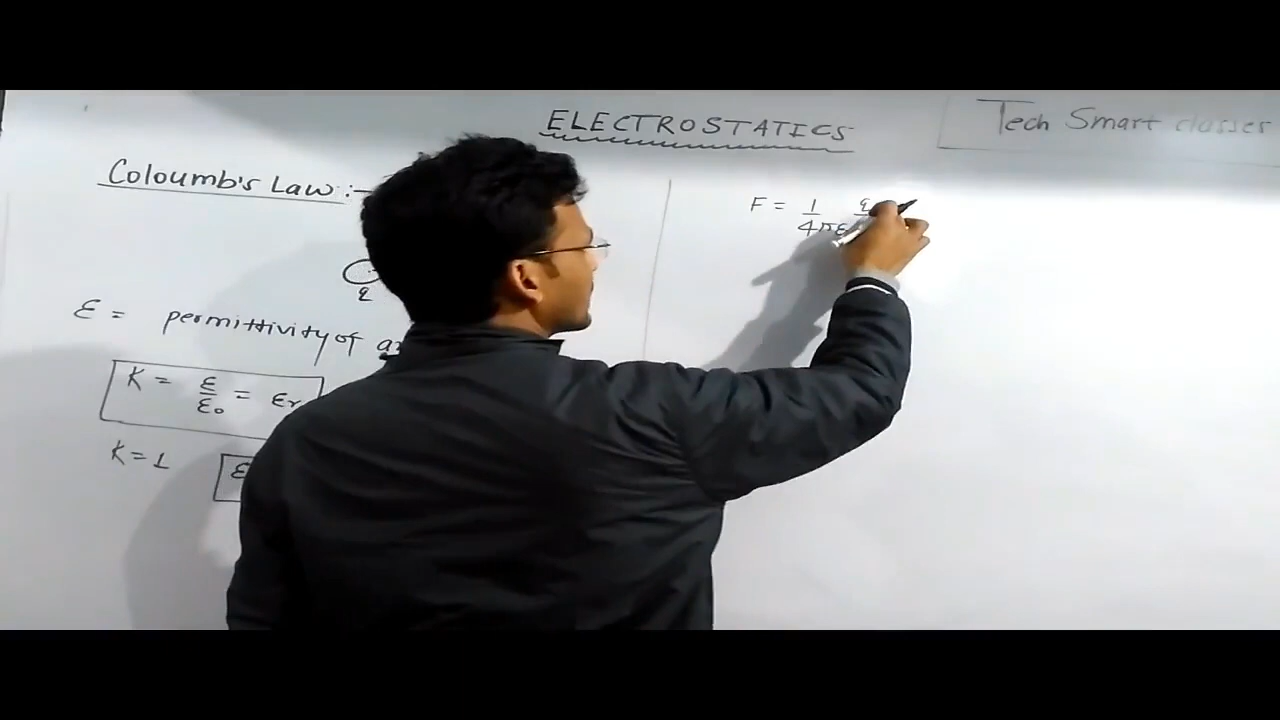 ELECTROSTATICS
Tech Smart classes
Coloumb's Law :-
q
ε = permittivity of
K = ε/ε₀ = εr
K = 1
ε
F = 1/4πε q